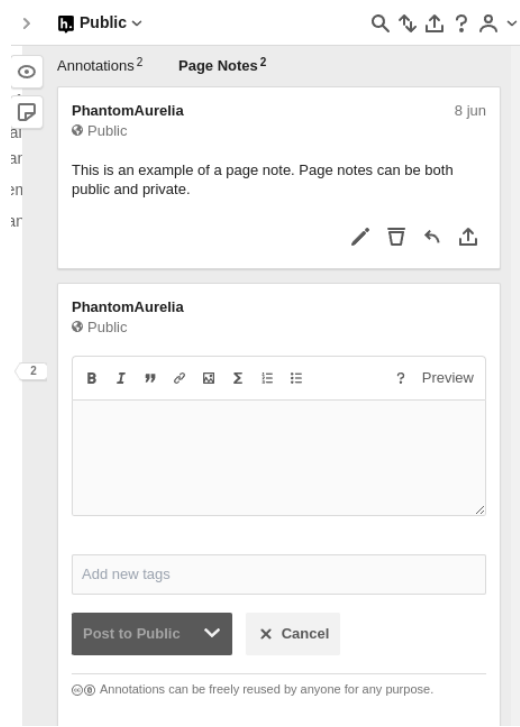 h. Public
Annotations 2 Page Notes 2
PhantomAurelia 8 jun
Public
This is an example of a page note. Page notes can be both
public and private.
PhantomAurelia
Public
2
B I ” Σ ? Preview
Add new tags
Post to Public Cancel
Annotations can be freely reused by anyone for any purpose.